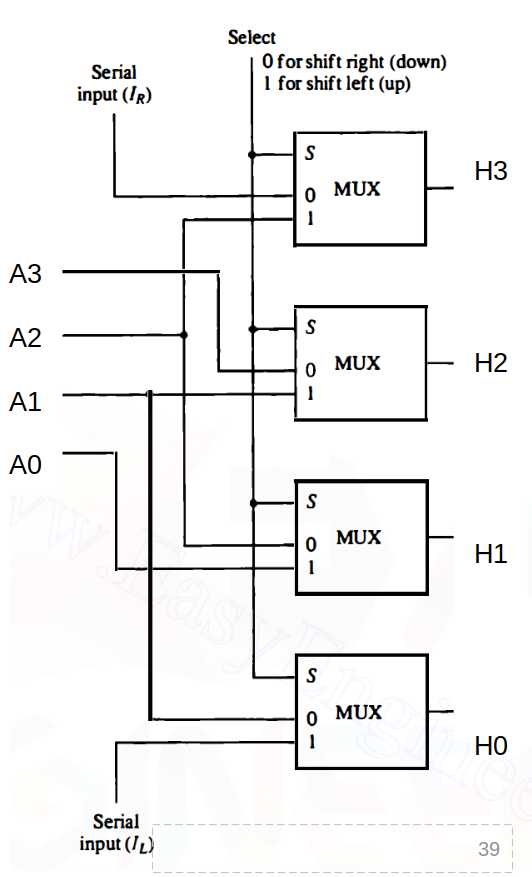 Select
0 for shift right (down)
1 for shift left (up)
Serial
input (I_R)
S
0
1
MUX
H3
A3
A2
S
0
1
MUX
H2
A1
A0
S
0
1
MUX
H1
S
0
1
MUX
H0
Serial
input (I_L)
39